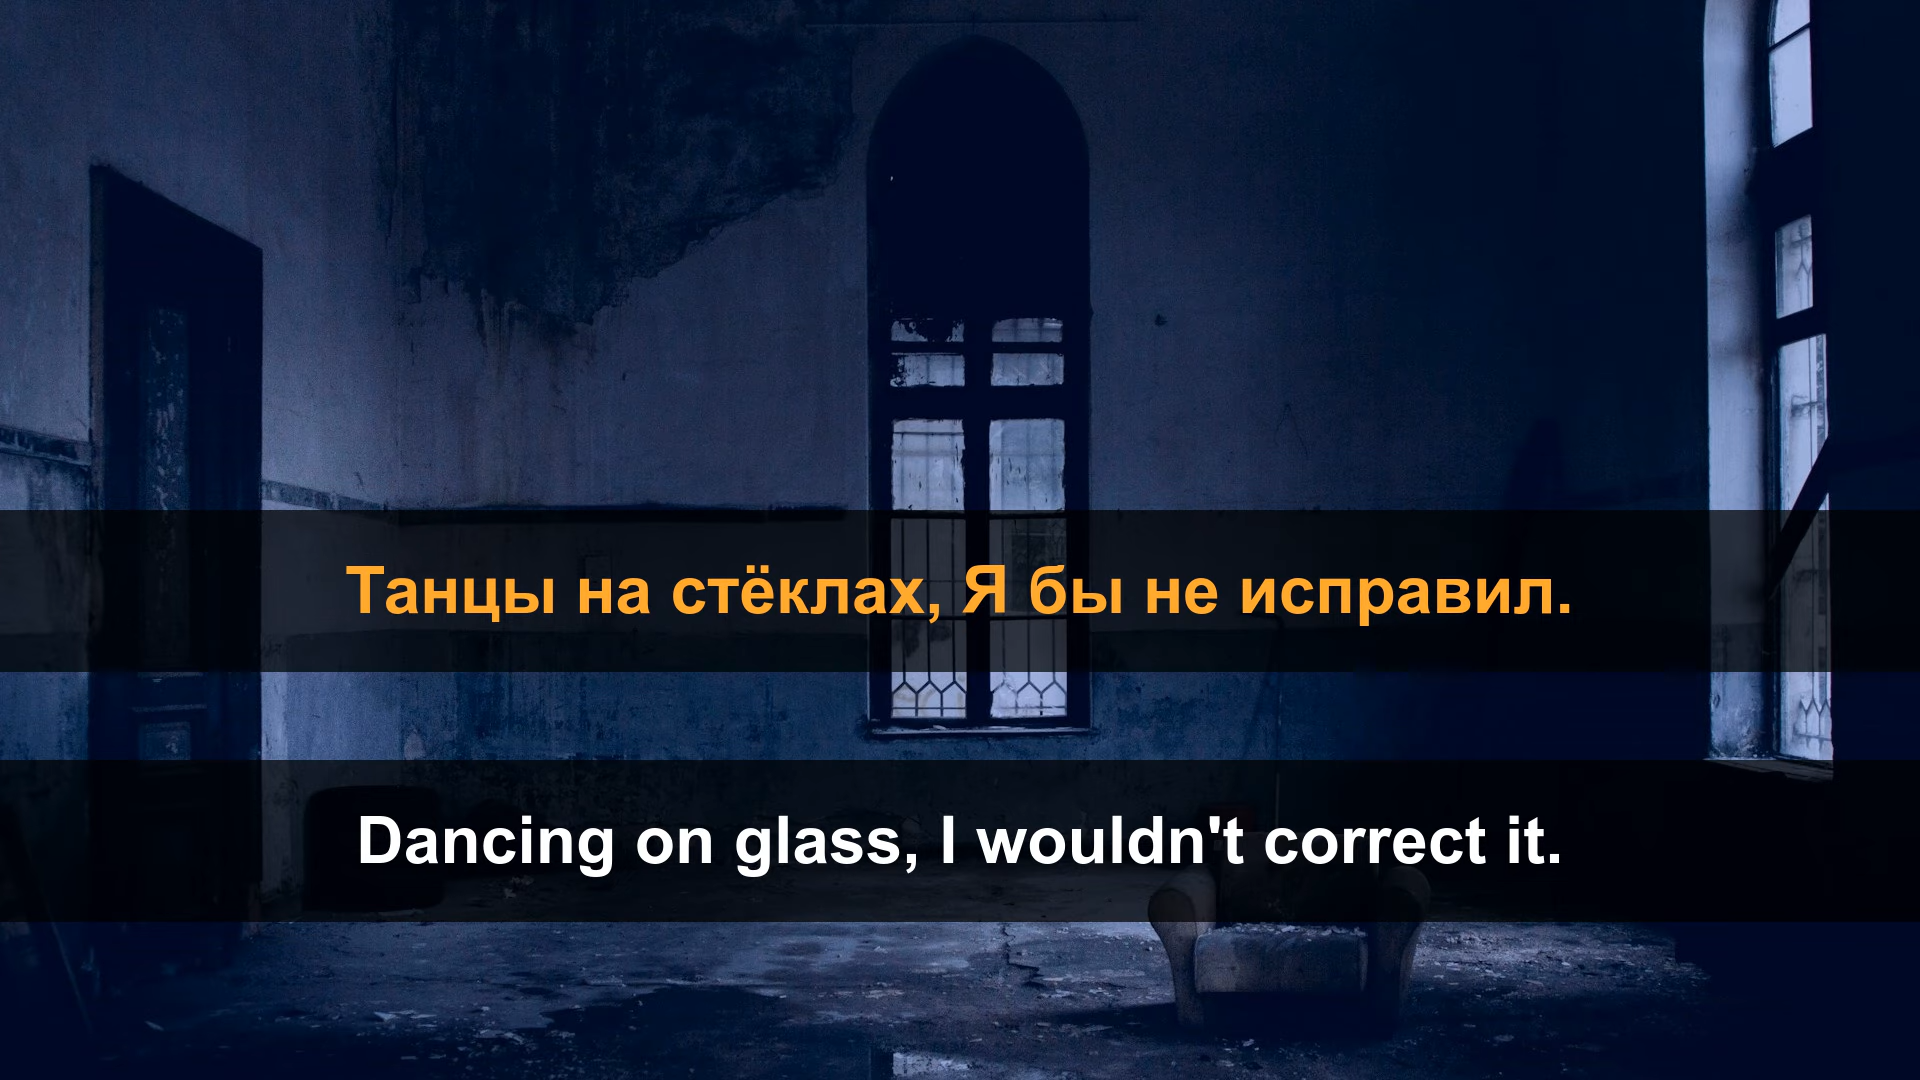 Танцы на стёклах, Я бы не исправил.
Dancing on glass, I wouldn't correct it.